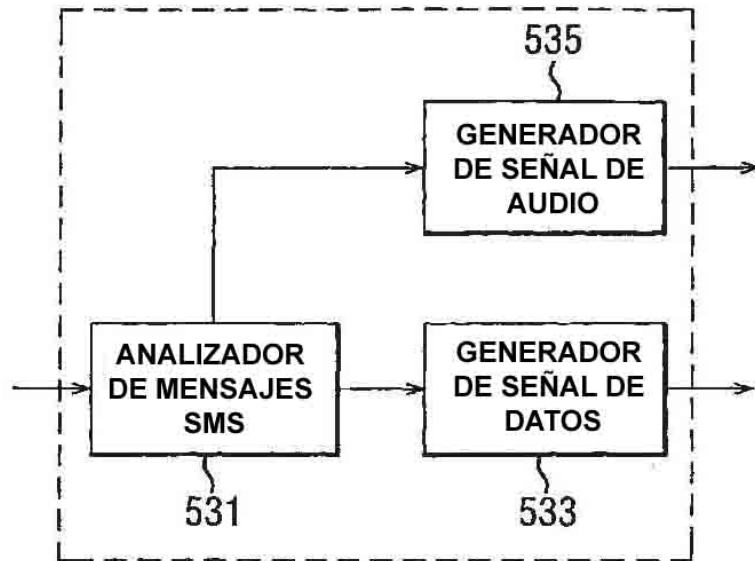 535
GENERADOR
DE SEÑAL DE
AUDIO
ANALIZADOR
DE MENSAJES
SMS
GENERADOR
DE SEÑAL DE
DATOS
531
533